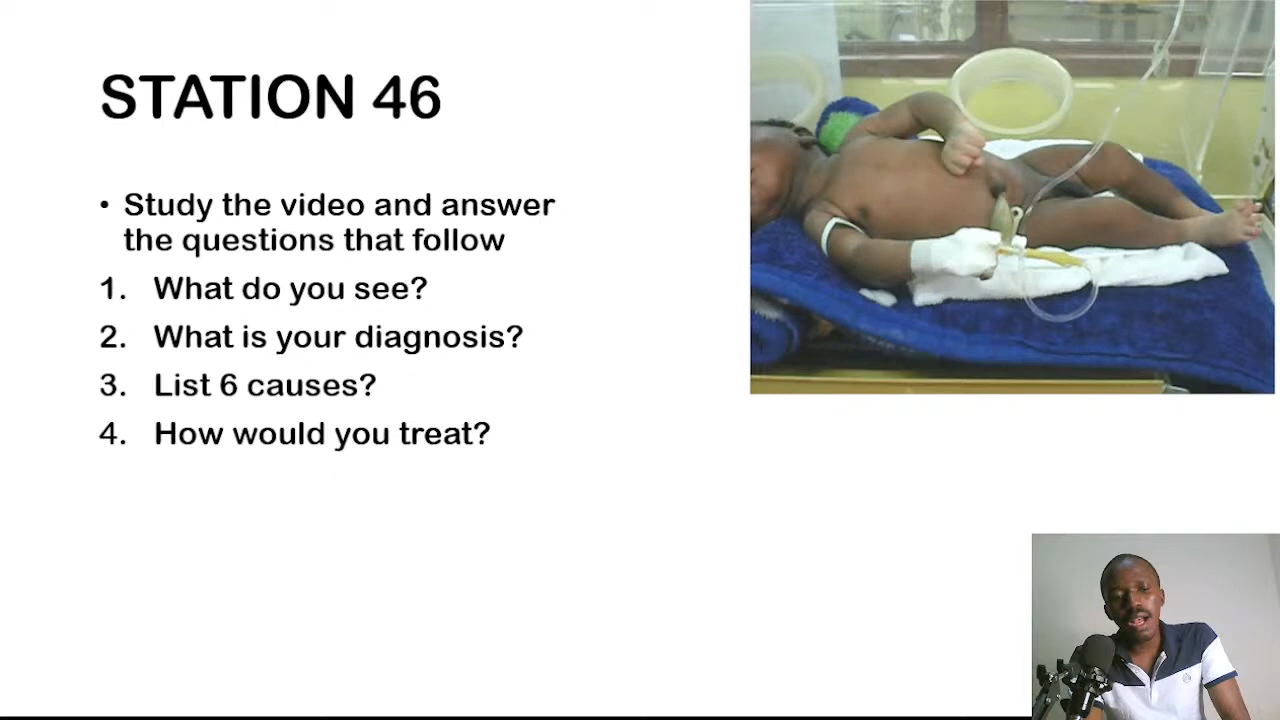 STATION 46
• Study the video and answer
the questions that follow
1. What do you see?
2. What is your diagnosis?
3. List 6 causes?
4. How would you treat?